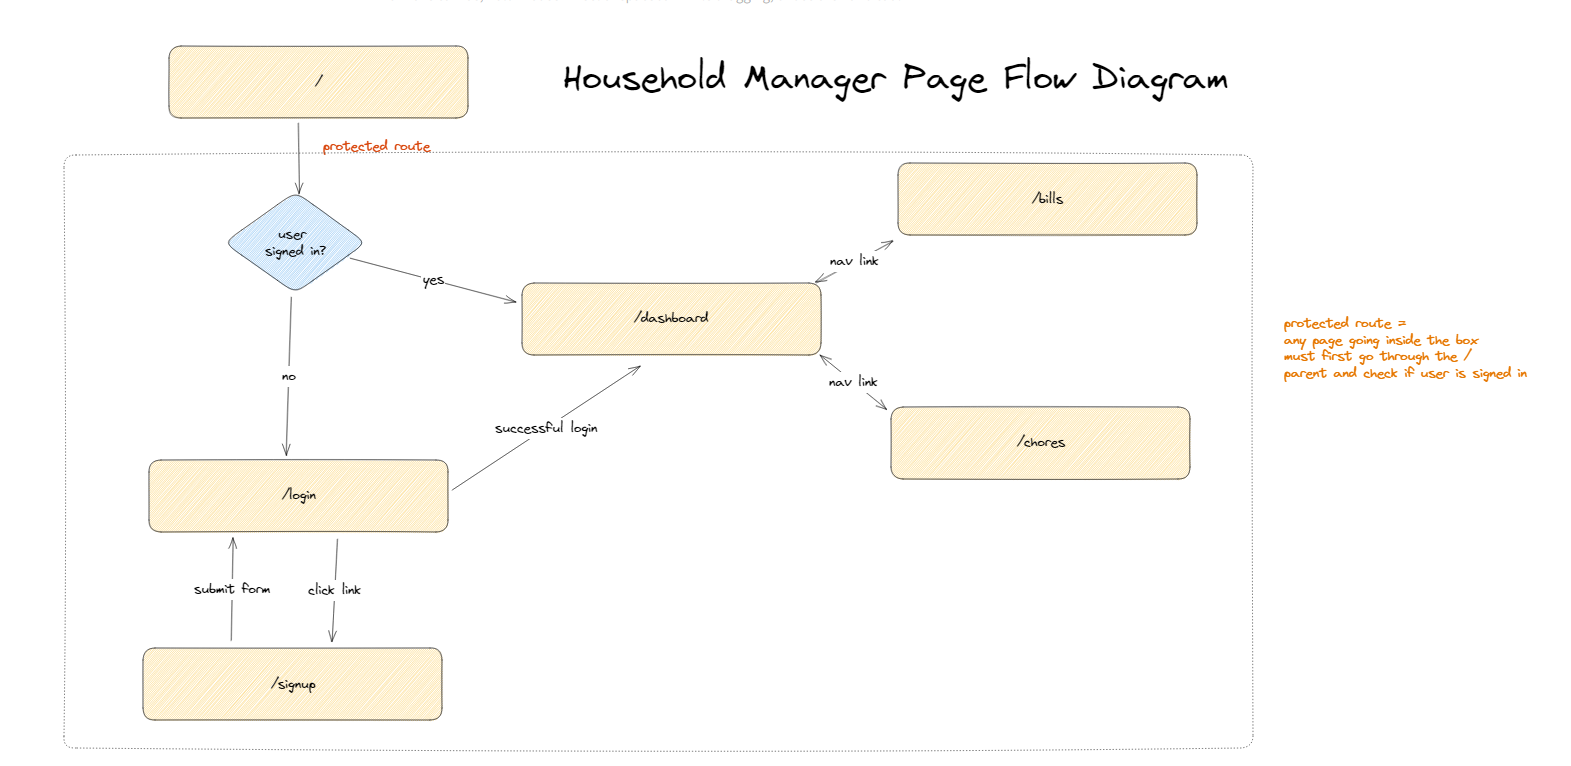 /
Household Manager Page Flow Diagram
protected route
/bills
user
signed in?
nav link
yes
/dashboard
protected route =
any page going inside the box
must first go through the /
parent and check if user is signed in
no
nav link
successful login
/chores
/login
submit form
click link
/signup